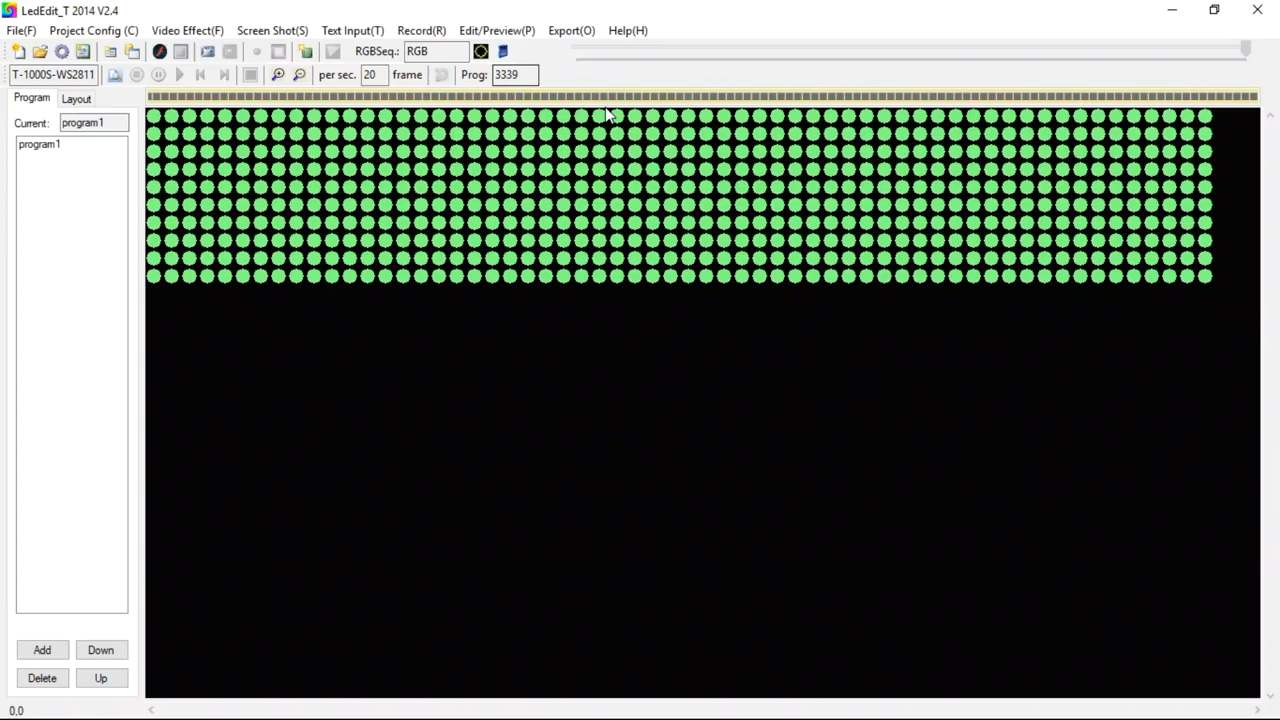 LedEdit_T 2014 V2.4
File(F) Project Config (C) Video Effect(F) Screen Shot(S) Text Input(T) Record(R) Edit/Preview(P) Export(O) Help(H)
RGBSeq.: RGB
T-1000S-WS2811 per sec. 20 frame Prog: 3339
Program Layout
Current: program1
program1
Add Down
Delete Up
0,0